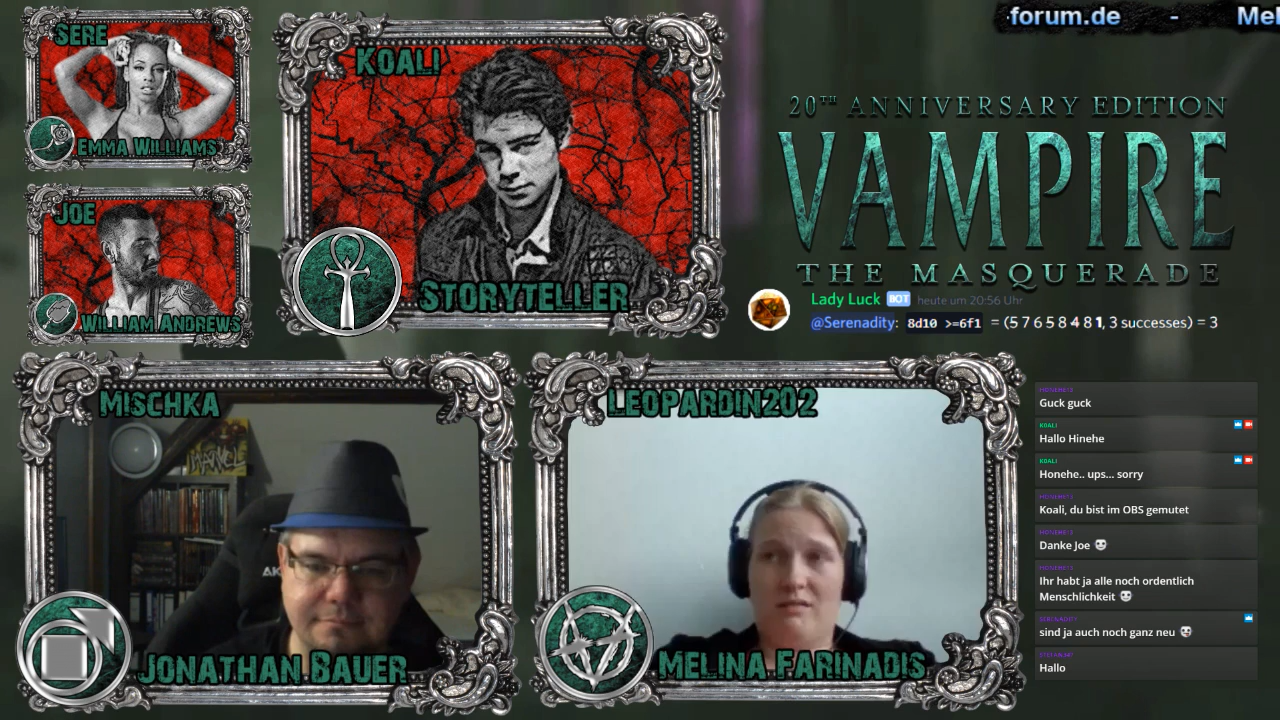 forum.de - Mel
SERE
EMMA WILLIAMS
JOE
WILLIAM ANDREWS
KOALI
STORYTELLER
20TH ANNIVERSARY EDITION
VAMPIRE
THE MASQUERADE
Lady Luck BOT heute um 20:56 Uhr
@Serenadity: 8d10 >=6f1 = (5 7 6 5 8 4 8 1, 3 successes) = 3
MISCHKA
JONATHAN BAUER
LEOPARDIN202
MELINA FARINADIS
Guck guck
KOALI
Hallo Hinehe
KOALI
Honehe.. ups... sorry
Koali, du bist im OBS gemutet
Danke Joe
Ihr habt ja alle noch ordentlich
Menschlichkeit
SERENADITY
sind ja auch noch ganz neu
Hallo